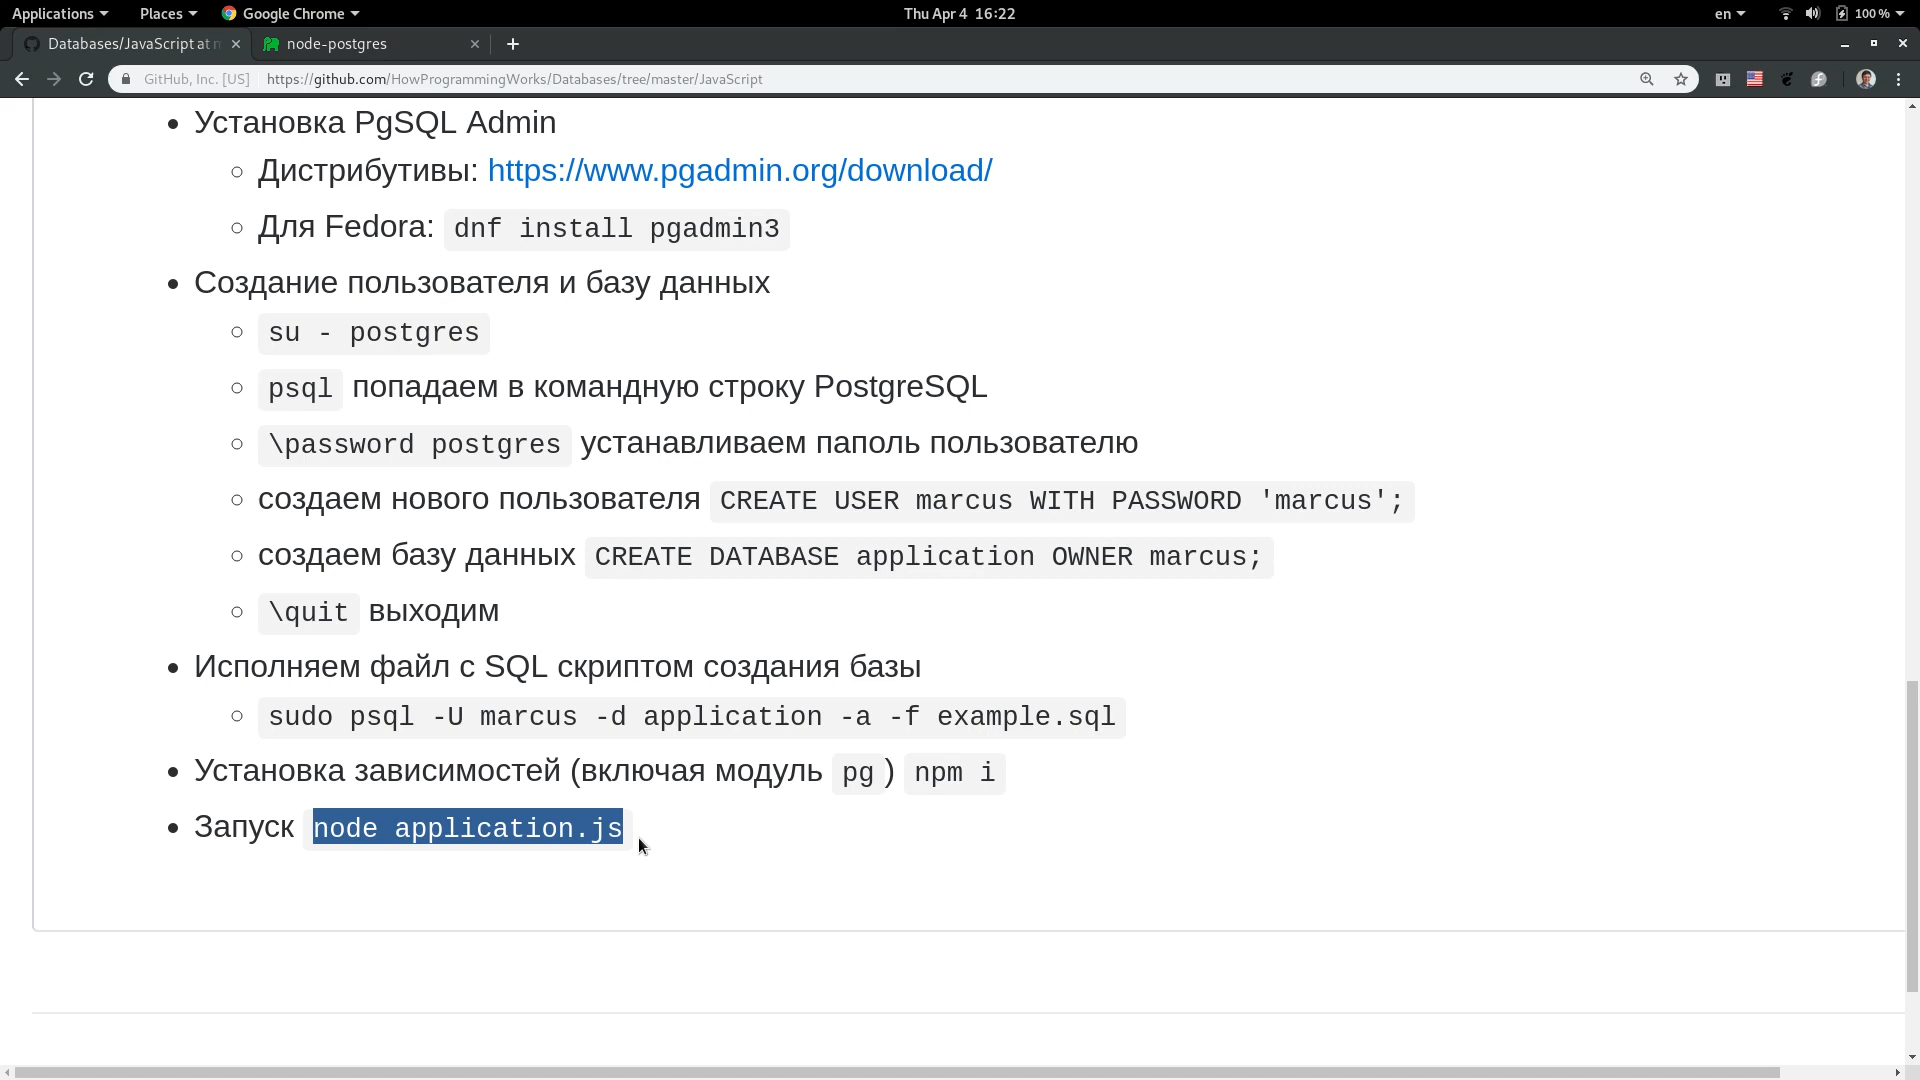 Applications Places Google Chrome Thu Apr 4 16:22 en 100 %
Databases/JavaScript at m node-postgres
GitHub, Inc. [US] https://github.com/HowProgrammingWorks/Databases/tree/master/JavaScript
Установка PgSQL Admin
Дистрибутивы: https://www.pgadmin.org/download/
Для Fedora: dnf install pgadmin3
Создание пользователя и базу данных
su - postgres
psql попадаем в командную строку PostgreSQL
\password postgres устанавливаем паполь пользователю
создаем нового пользователя CREATE USER marcus WITH PASSWORD 'marcus';
создаем базу данных CREATE DATABASE application OWNER marcus;
\quit выходим
Исполняем файл с SQL скриптом создания базы
sudo psql -U marcus -d application -a -f example.sql
Установка зависимостей (включая модуль pg) npm i
Запуск node application.js